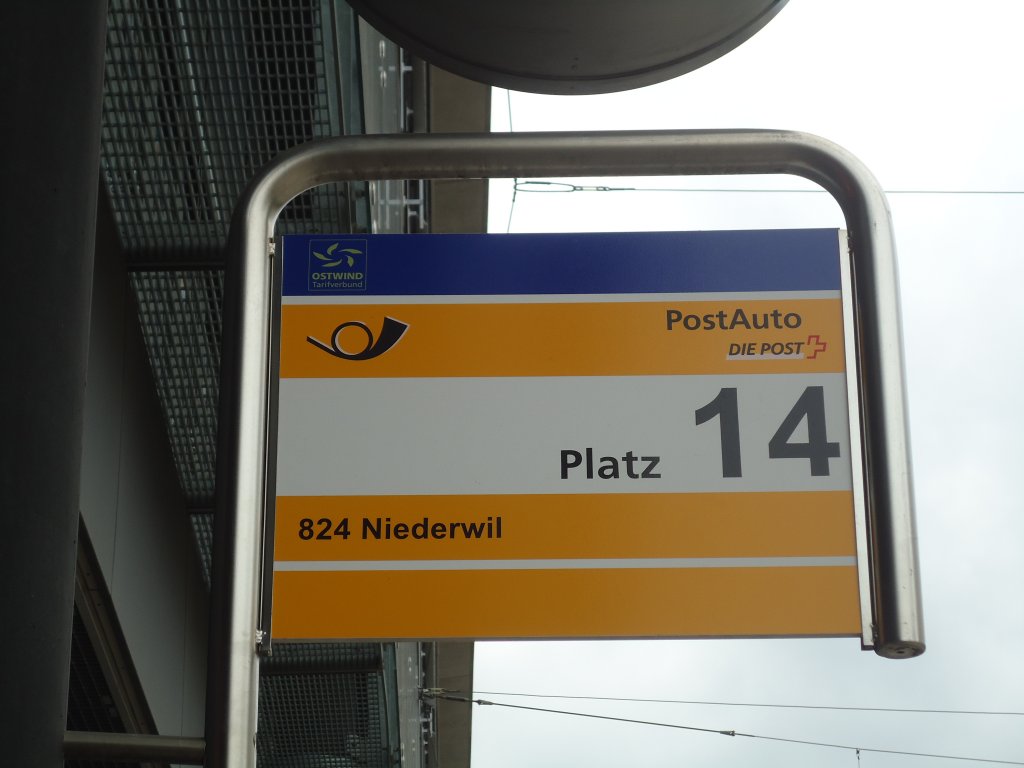 OSTWIND
Tarifverbund
PostAuto
DIE POST
Platz 14
824 Niederwil